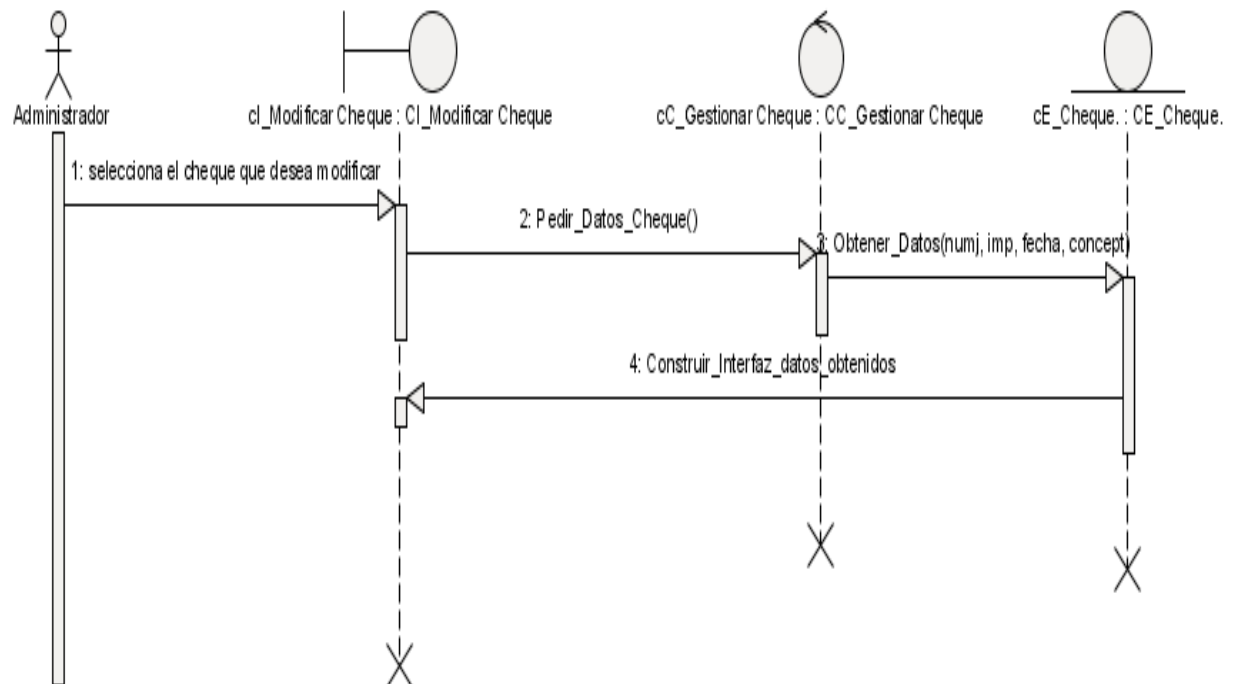 Administrador
cI_Modificar Cheque : CI_Modificar Cheque
cC_Gestionar Cheque : CC_Gestionar Cheque
cE_Cheque. : CE_Cheque.
1: selecciona el cheque que desea modificar
2: Pedir_Datos_Cheque()
3: Obtener_Datos(numj, imp, fecha, concept)
4: Construir_Interfaz_datos_obtenidos